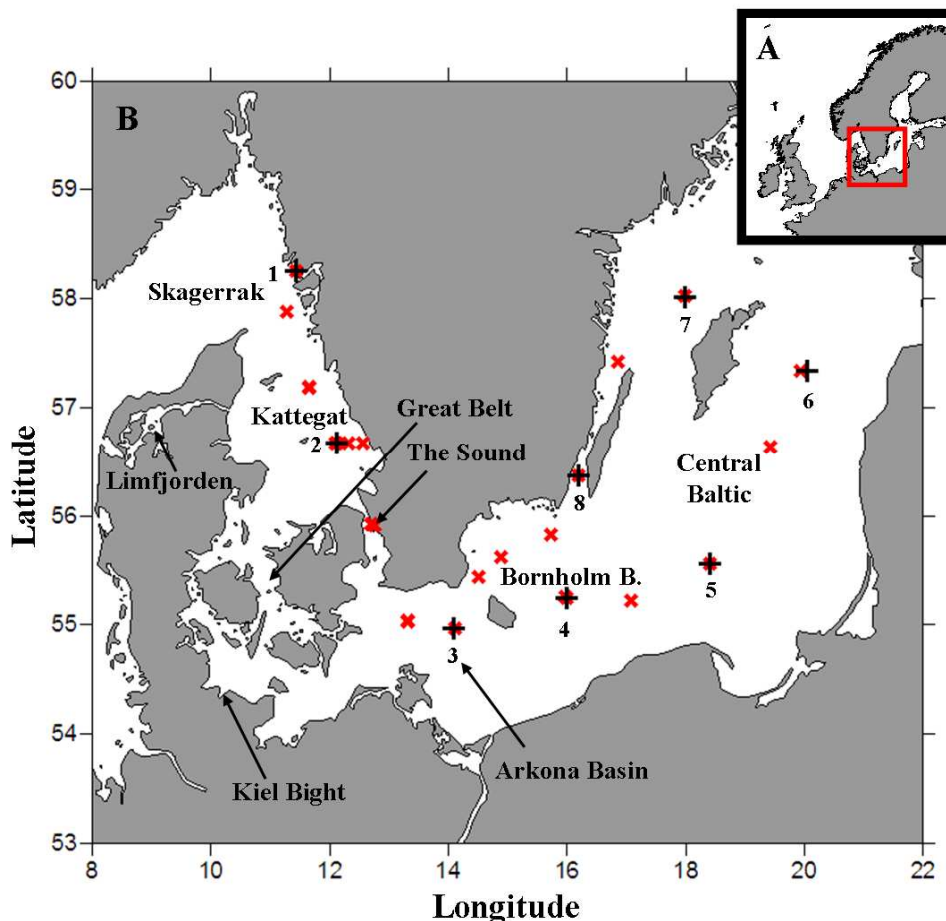 A
B
60
59
58
57
56
55
54
53
Latitude
1
Skagerrak
7
6
Kattegat
Great Belt
2
The Sound
Limfjorden
Central
Baltic
8
Bornholm B.
5
4
3
Kiel Bight
Arkona Basin
8
10
12
14
16
18
20
22
Longitude